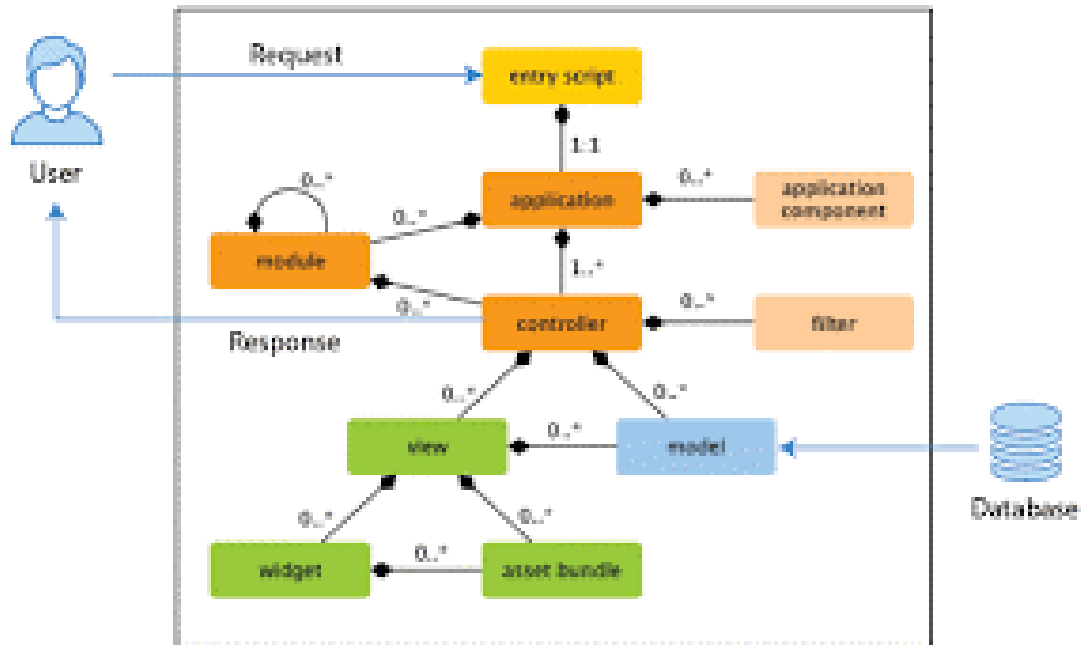 Request
entry script
User
1:1
0..*
0..*
0..*
application
application
component
module
1..*
0..*
0..*
controller
filter
Response
0..*
0..*
view
0..*
model
Database
0..*
0..*
widget
0..*
asset bundle